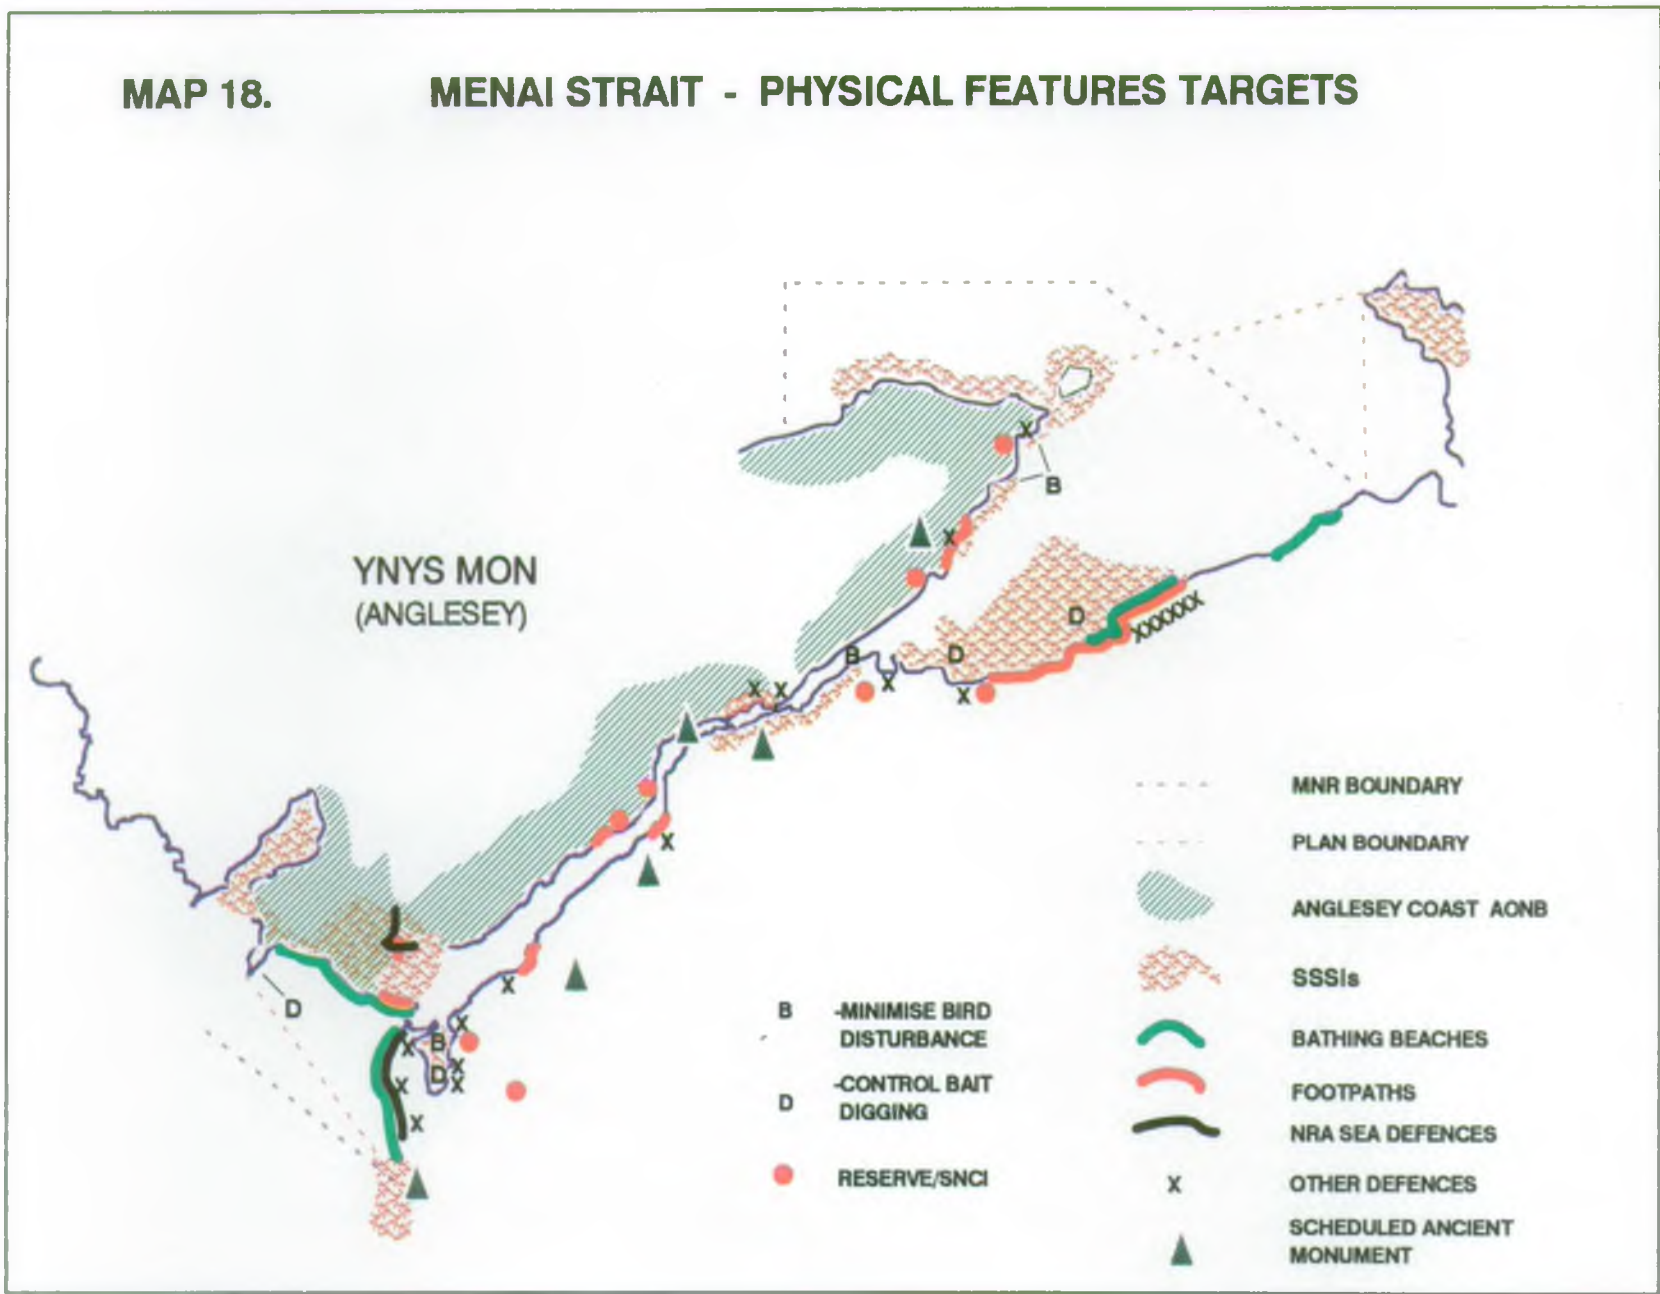 MAP 18. MENAI STRAIT - PHYSICAL FEATURES TARGETS
X
B
X
YNYS MON
(ANGLESEY)
D
XXXXXX
B
D
X X
X
X
MNR BOUNDARY
PLAN BOUNDARY
X
ANGLESEY COAST AONB
SSSIs
X
D
B -MINIMISE BIRD
DISTURBANCE
X
X
B
BATHING BEACHES
X
D
X
X
-CONTROL BAIT
D DIGGING
FOOTPATHS
X
NRA SEA DEFENCES
RESERVE/SNCI
X OTHER DEFENCES
SCHEDULED ANCIENT
MONUMENT